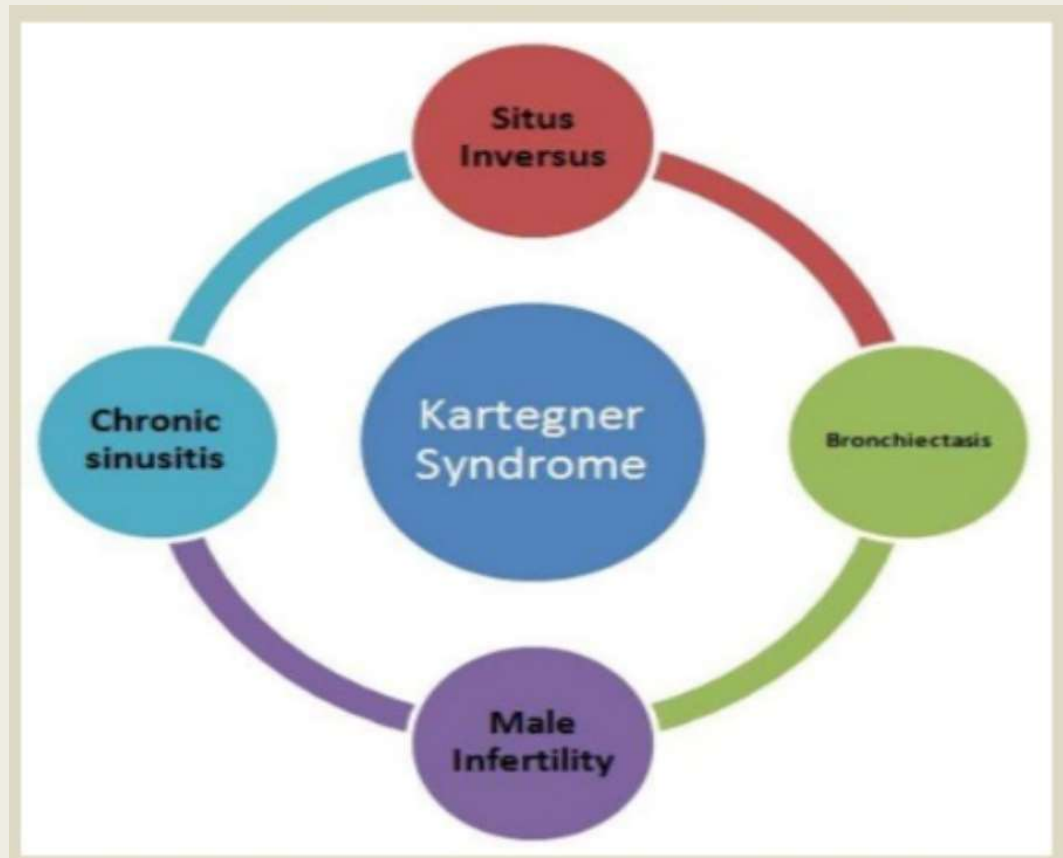 Situs
Inversus
Chronic
sinusitis
Kartegner
Syndrome
Bronchiectasis
Male
Infertility